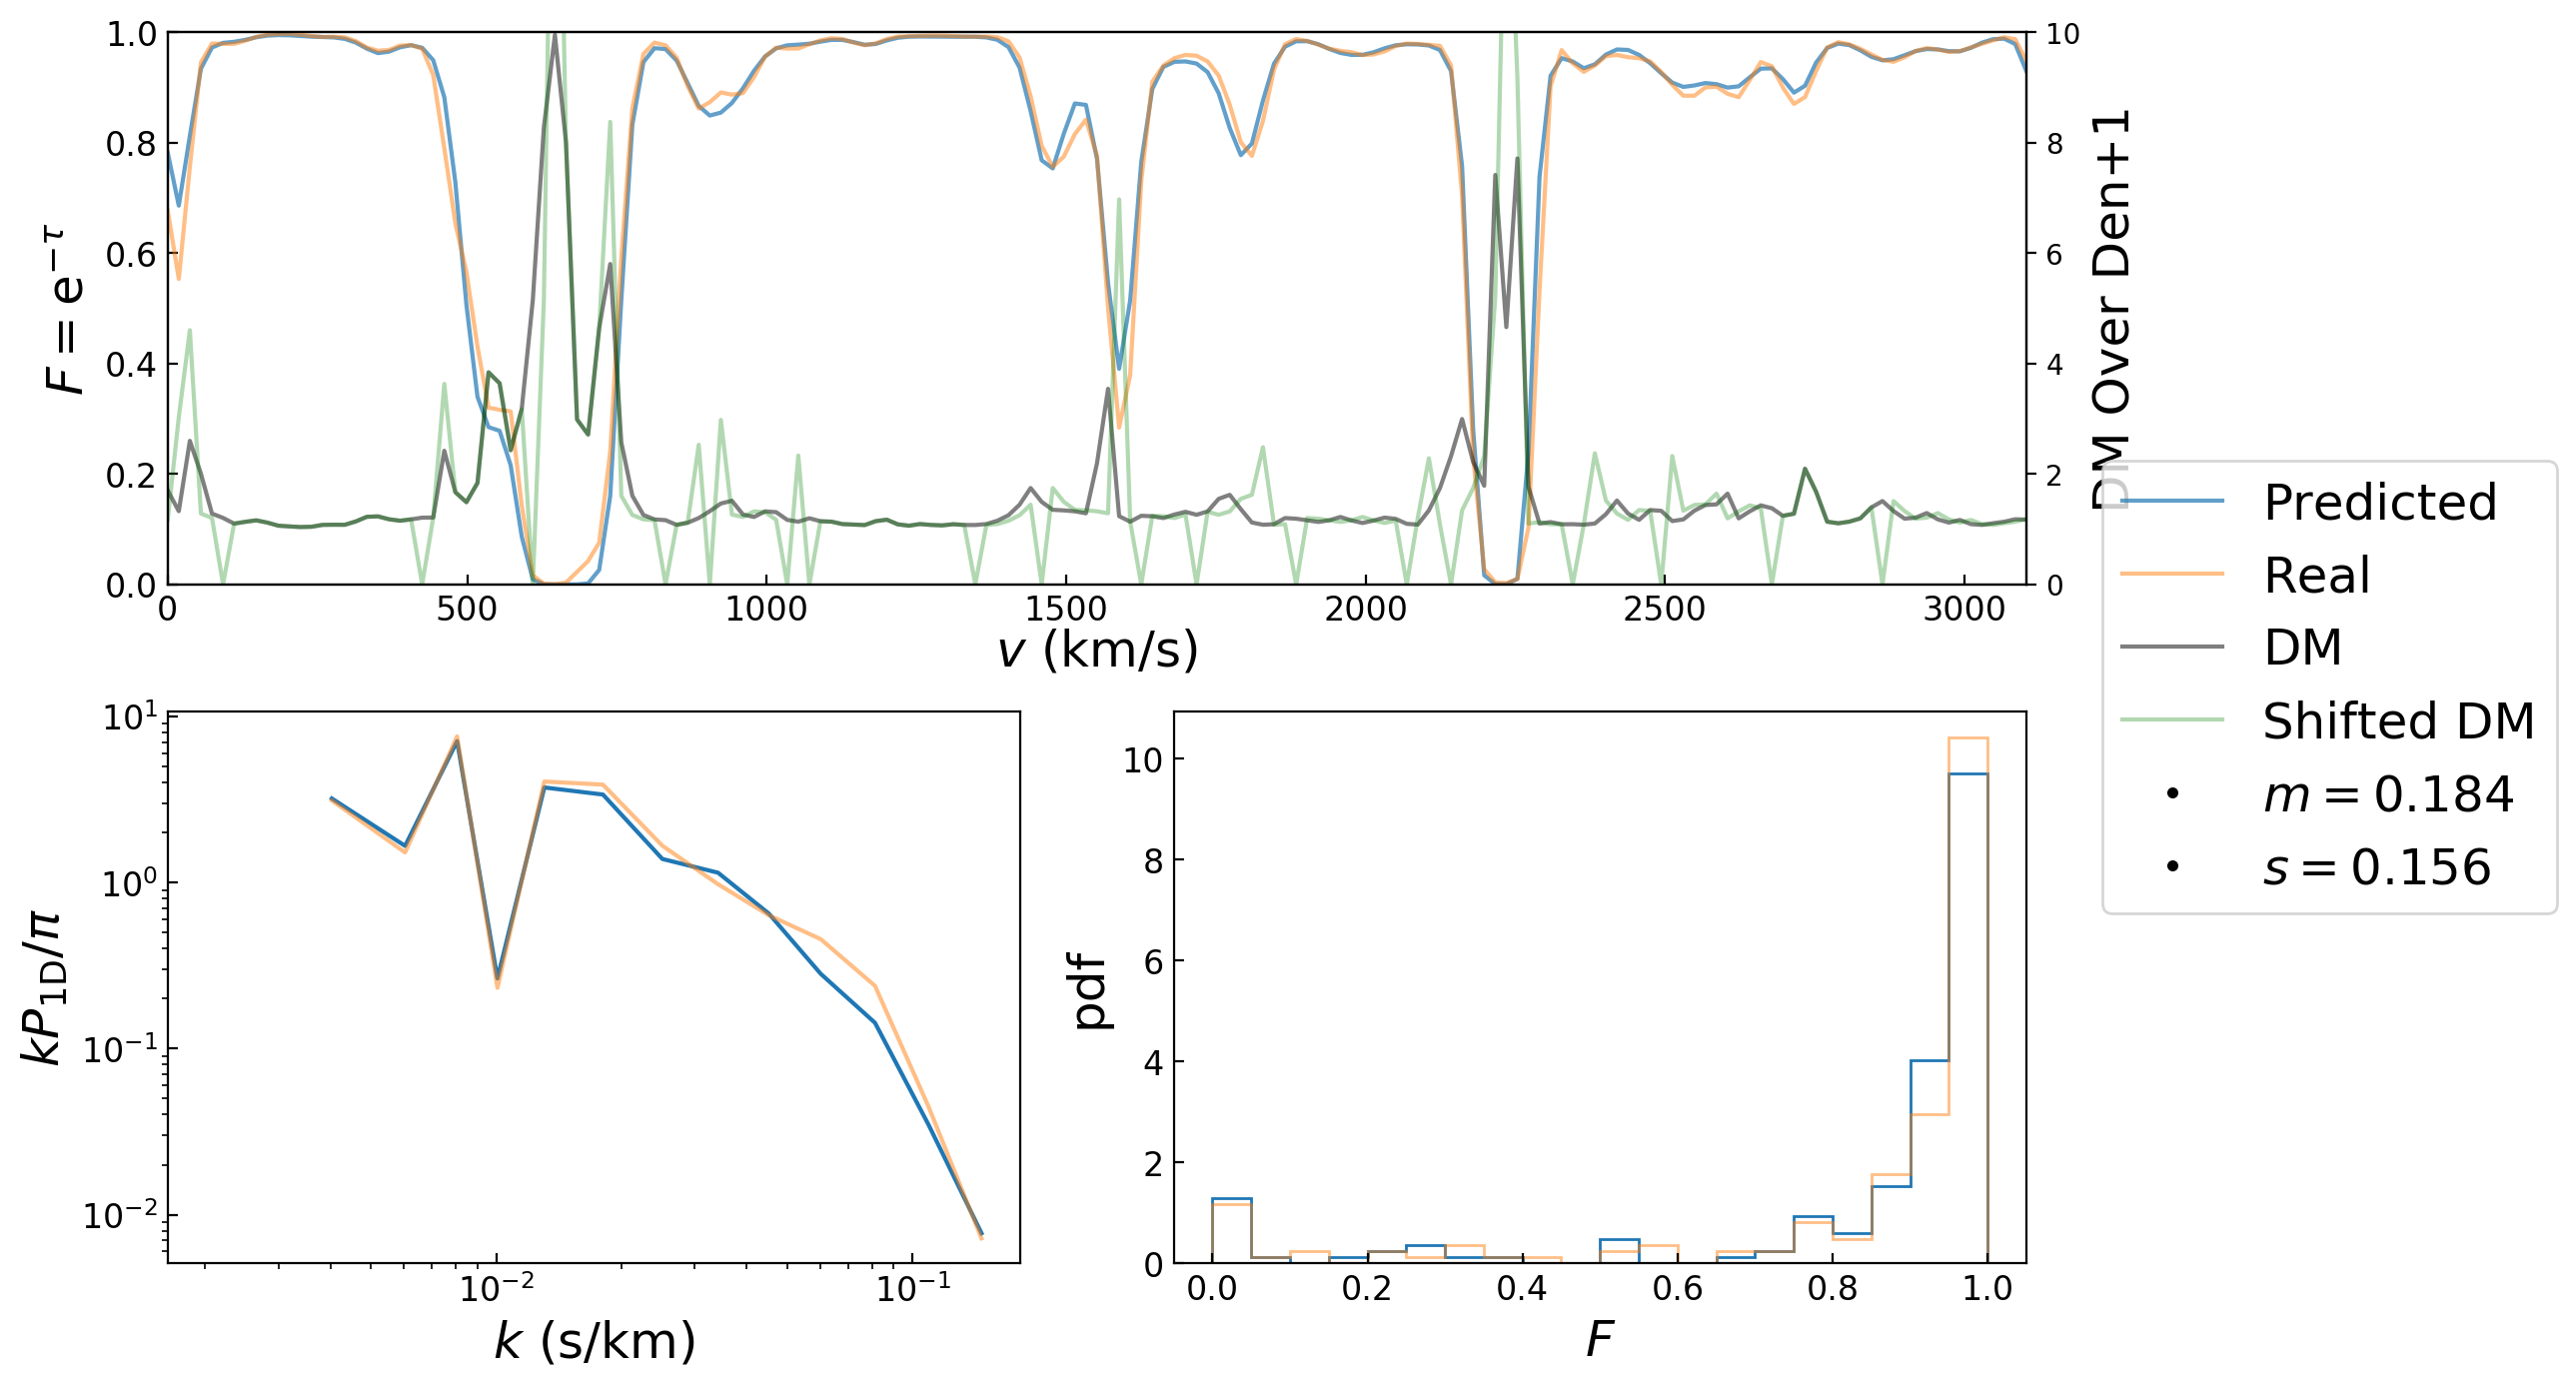 1.0
0.8
0.6
0.4
0.2
0.0
F = e^{-τ}
10
8
6
4
2
0
DM Over Den+1
0 500 1000 1500 2000 2500 3000
v (km/s)
Predicted
Real
DM
Shifted DM
m = 0.184
s = 0.156
10^1
10^0
10^{-1}
10^{-2}
kP_{1D}/π
10^{-2} 10^{-1}
k (s/km)
10
8
6
4
2
0
pdf
0.0 0.2 0.4 0.6 0.8 1.0
F